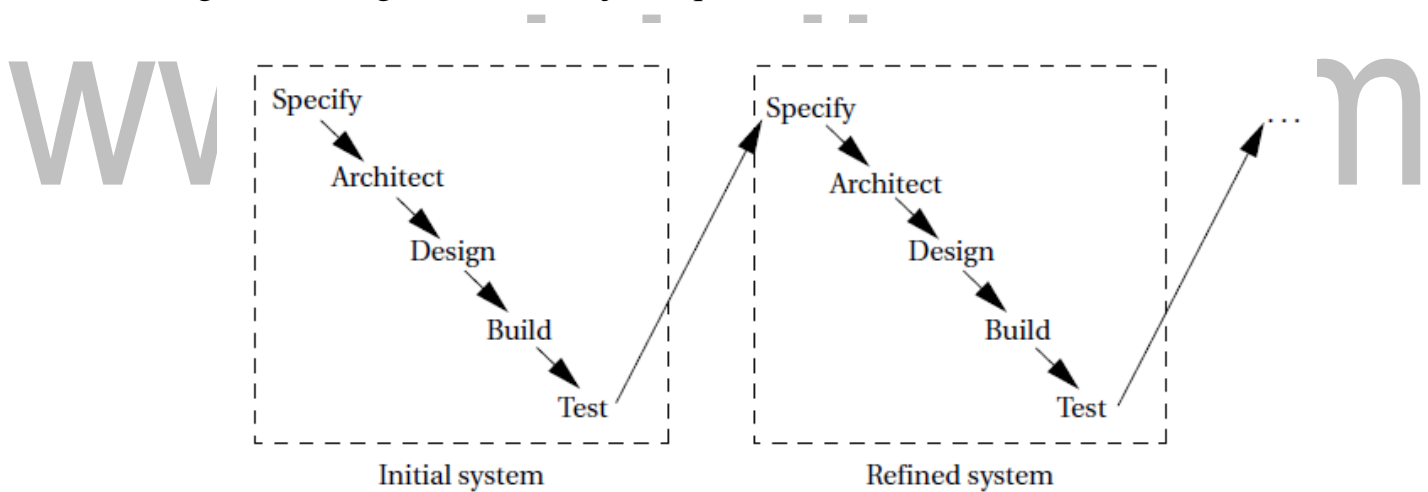 Specify
Architect
Design
Build
Test
Initial system
Specify
Architect
Design
Build
Test
Refined system
...